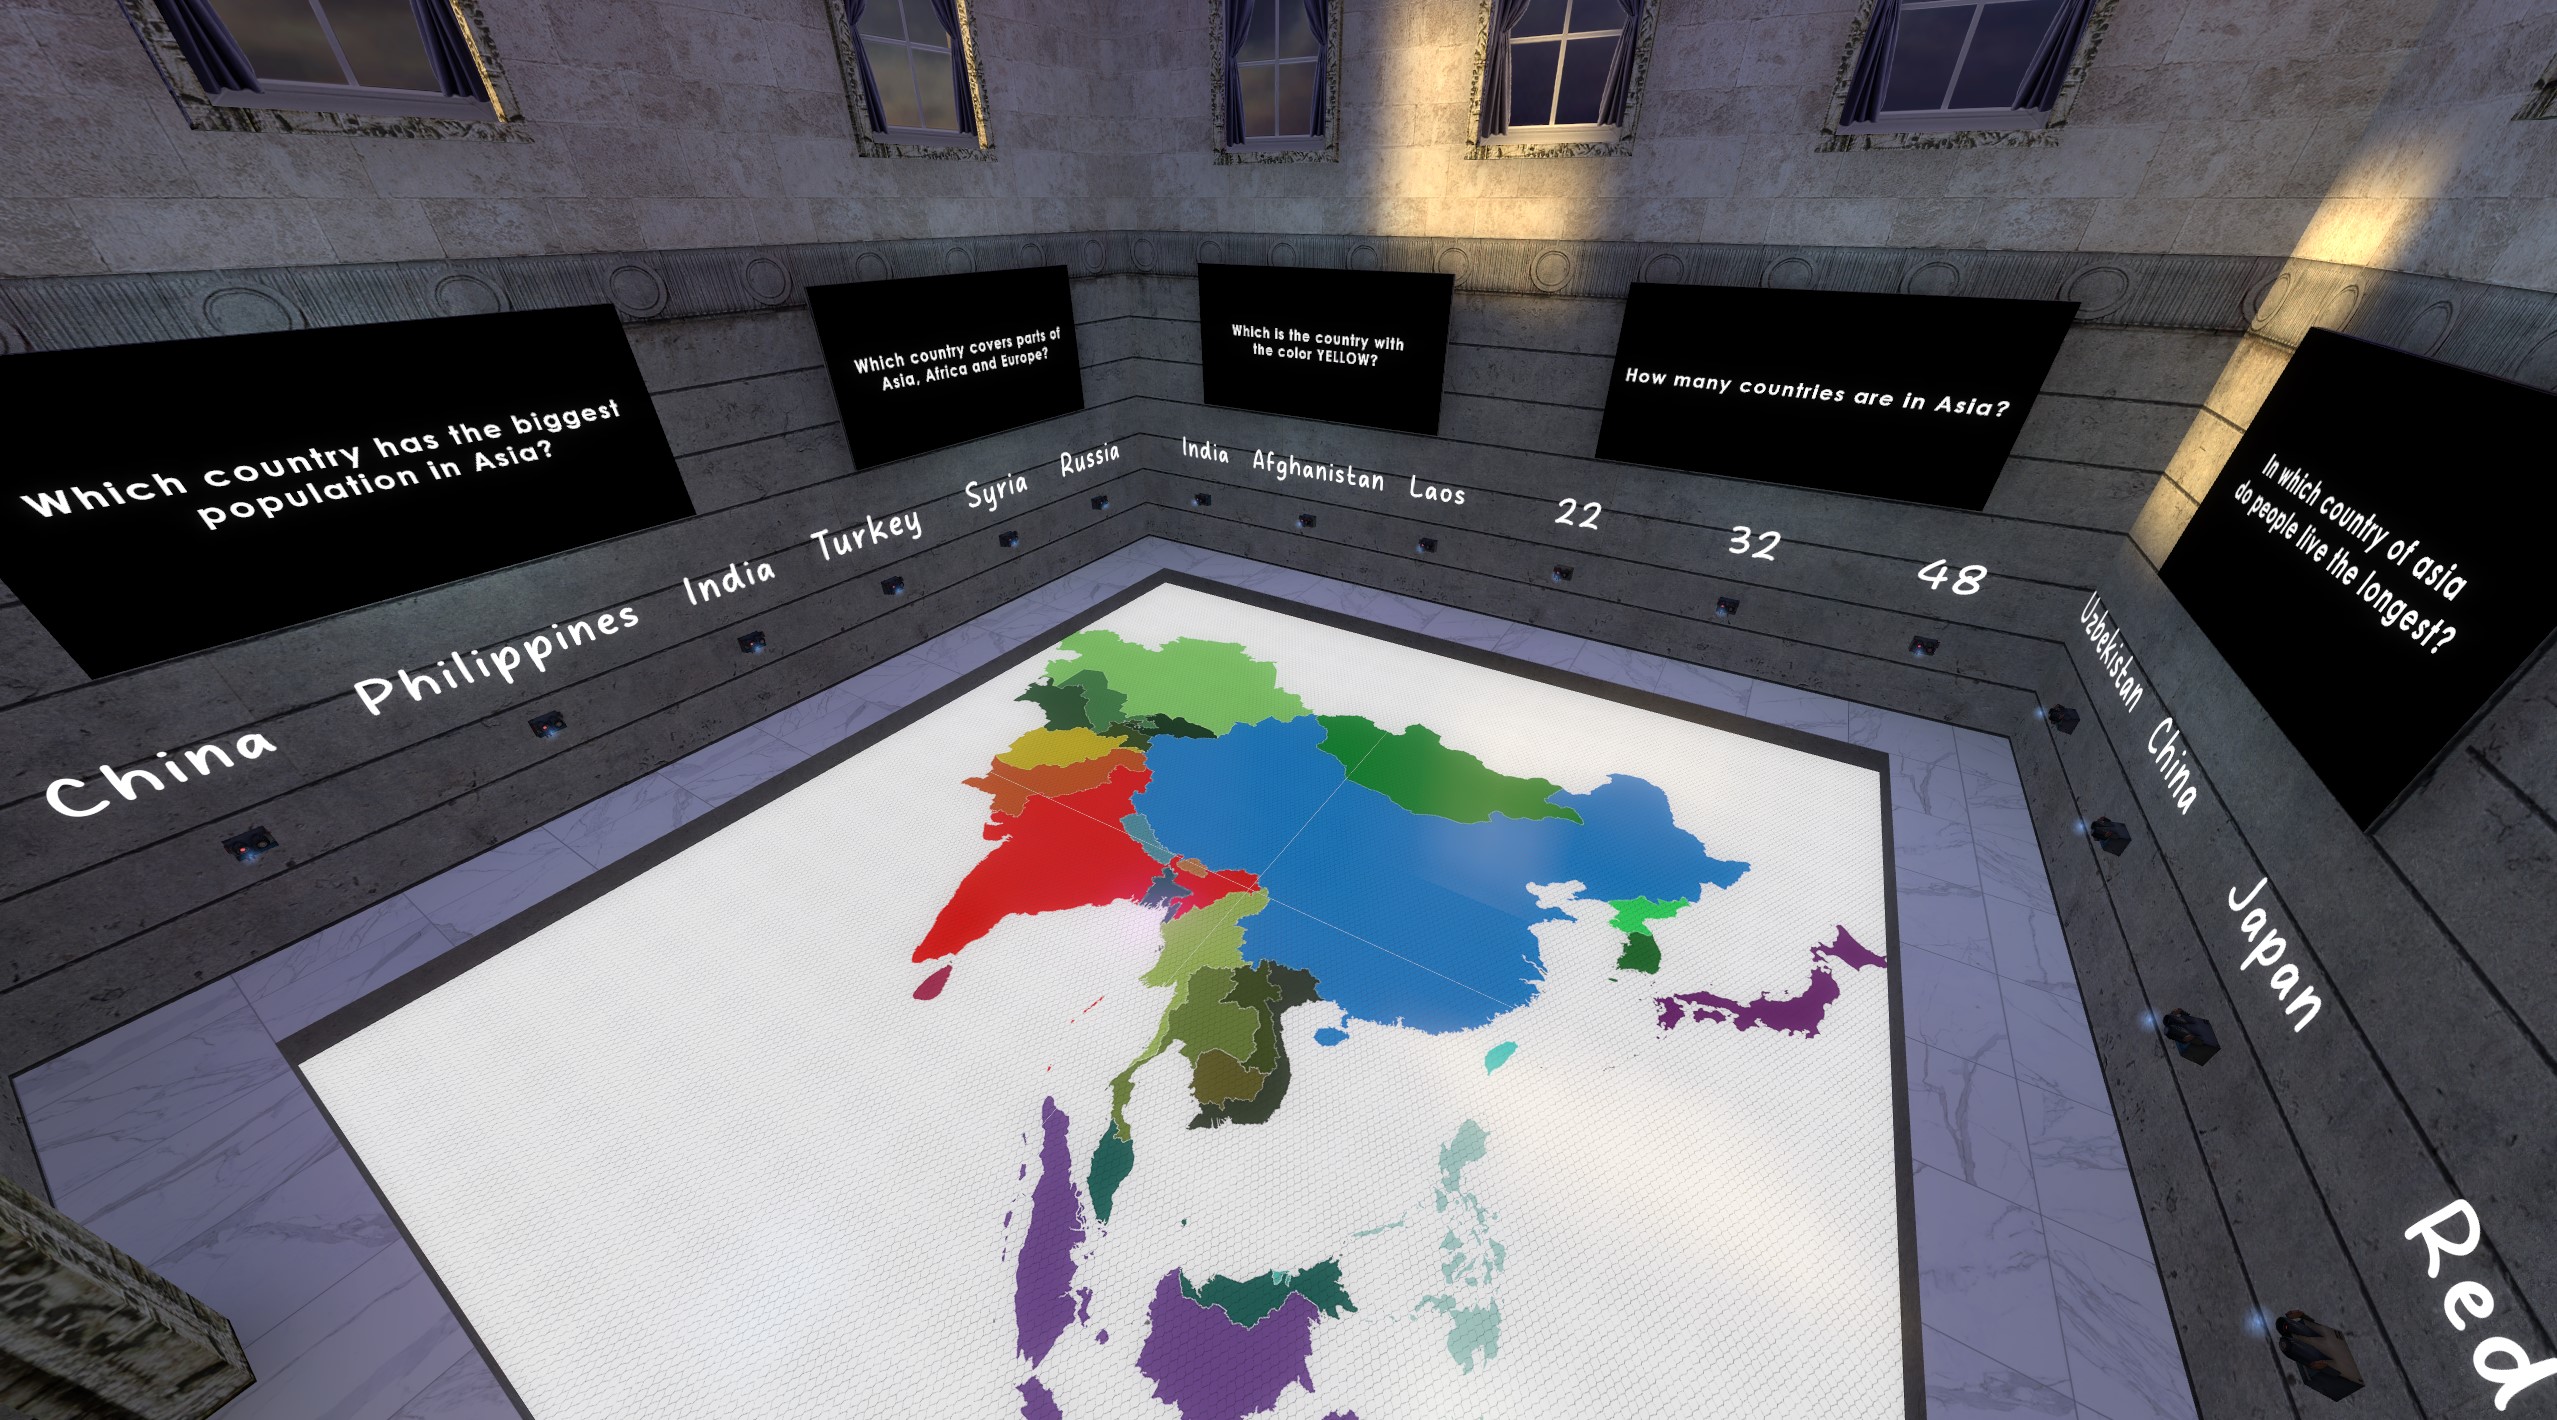 Which country has the biggest
population in Asia?
China Philippines India
Which country covers parts of
Asia, Africa and Europe?
Turkey Syria Russia
Which is the country with
the color YELLOW?
India Afghanistan Laos
How many countries are in Asia?
22 32 48
In which country of asia
do people live the longest?
Uzbekistan China Japan
Red